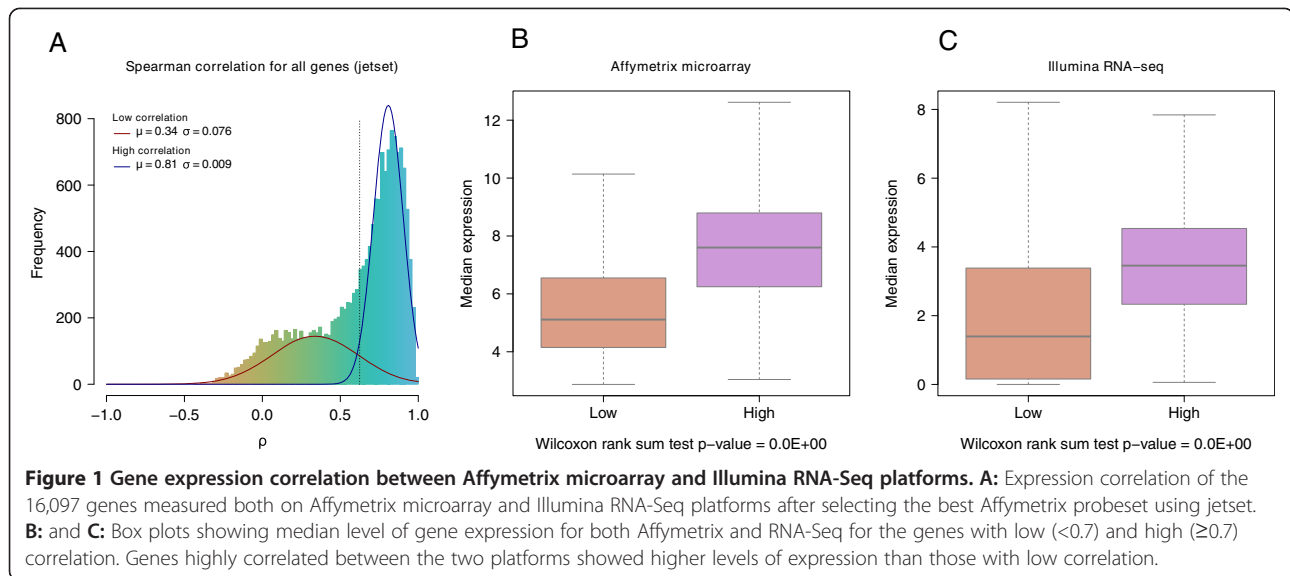 A
Spearman correlation for all genes (jetset)
Low correlation
μ = 0.34 σ = 0.076
High correlation
μ = 0.81 σ = 0.009
Frequency
800
600
400
200
0
−1.0 −0.5 0.0 0.5 1.0
ρ
B
Affymetrix microarray
Median expression
12
10
8
6
4
Low High
Wilcoxon rank sum test p−value = 0.0E+00
C
Illumina RNA−seq
Median expression
8
6
4
2
0
Low High
Wilcoxon rank sum test p−value = 0.0E+00
Figure 1 Gene expression correlation between Affymetrix microarray and Illumina RNA-Seq platforms. A: Expression correlation of the
16,097 genes measured both on Affymetrix microarray and Illumina RNA-Seq platforms after selecting the best Affymetrix probeset using jetset.
B: and C: Box plots showing median level of gene expression for both Affymetrix and RNA-Seq for the genes with low (<0.7) and high (≥0.7)
correlation. Genes highly correlated between the two platforms showed higher levels of expression than those with low correlation.